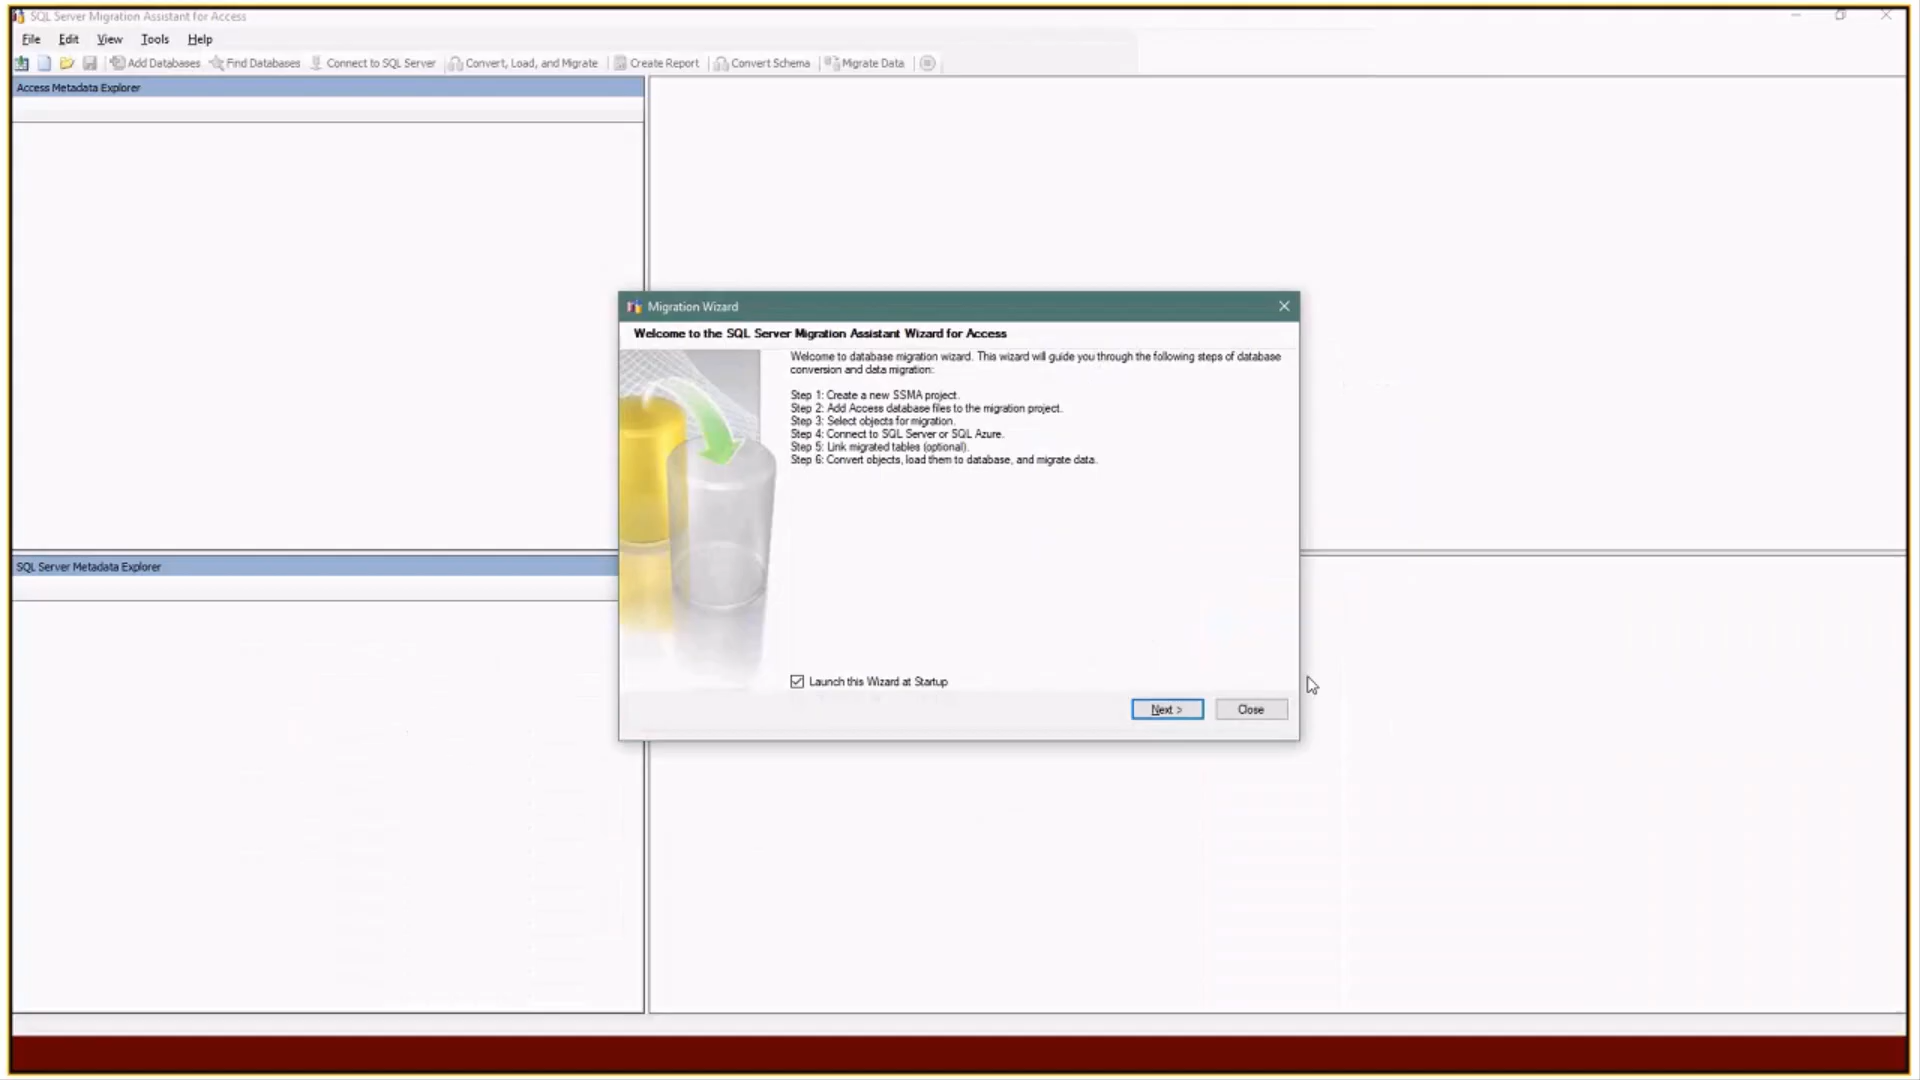 SQL Server Migration Assistant for Access
File Edit View Tools Help
Add Databases Find Databases Connect to SQL Server Convert, Load, and Migrate Create Report Convert Schema Migrate Data
Access Metadata Explorer
Migration Wizard
Welcome to the SQL Server Migration Assistant Wizard for Access
Welcome to database migration wizard. This wizard will guide you through the following steps of database
conversion and data migration:
Step 1: Create a new SSMA project.
Step 2: Add Access database files to the migration project.
Step 3: Select objects for migration.
Step 4: Connect to SQL Server or SQL Azure.
Step 5: Link migrated tables (optional).
Step 6: Convert objects, load them to database, and migrate data.
SQL Server Metadata Explorer
Launch this Wizard at Startup
Next > Close